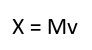 X = Mv